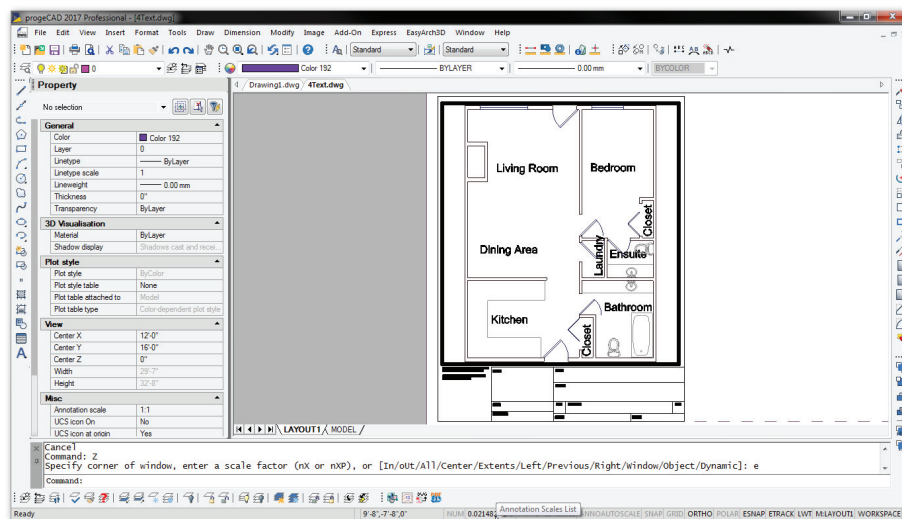 progeCAD 2017 Professional - [4Text.dwg]
File Edit View Insert Format Tools Draw Dimension Modify Image Add-On Express EasyArch3D Window Help
Standard Standard
0 Color 192 BYLAYER 0.00 mm BYCOLOR
Property
Drawing1.dwg 4Text.dwg
No selection
General
Color Color 192
Layer 0
Linetype ByLayer
Linetype scale 1
Lineweight 0.00 mm
Thickness 0"
Transparency ByLayer
3D Visualisation
Material ByLayer
Shadow display Shadows cast and recei...
Plot style
Plot style ByColor
Plot style table None
Plot table attached to Model
Plot table type Color-dependent plot style
View
Center X 12'-0"
Center Y 16'-0"
Center Z 0"
Width 29'-7"
Height 32'-8"
Misc
Annotation scale 1:1
UCS icon On No
UCS icon at origin Yes
Living Room
Bedroom
Closet
Dining Area
Laundry
Ensuite
Bathroom
Kitchen
Closet
LAYOUT1 MODEL
Cancel
Command: Z
Specify corner of window, enter a scale factor (nX or nXP), or [In/oUt/All/Center/Extents/Left/Previous/Right/Window/Object/Dynamic]: e
Command:
Annotation Scales List
Ready 9'-8",-7'-8",0" NUM 0.02148 ANNOAUTOSCALE SNAP GRID ORTHO POLAR ESNAP ETRACK LWT M:LAYOUT1 WORKSPACE